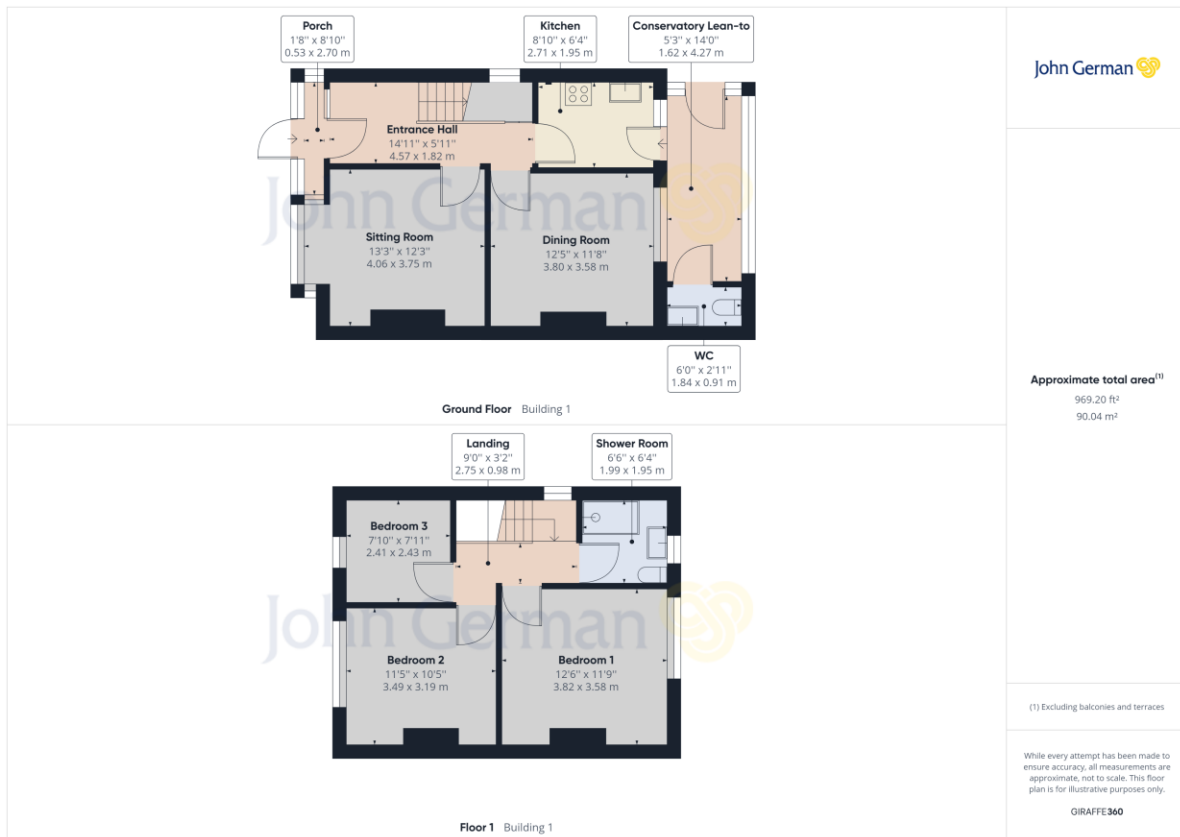 Porch
1'8" x 8'10"
0.53 x 2.70 m
Kitchen
8'10" x 6'4"
2.71 x 1.95 m
Conservatory Lean-to
5'3" x 14'0"
1.62 x 4.27 m
John German
Entrance Hall
14'11" x 5'11"
4.57 x 1.82 m
John German
Sitting Room
13'3" x 12'3"
4.06 x 3.75 m
Dining Room
12'5" x 11'8"
3.80 x 3.58 m
WC
6'0" x 2'11"
1.84 x 0.91 m
Ground Floor Building 1
Approximate total area(1)
969.20 ft²
90.04 m²
Landing
9'0" x 3'2"
2.75 x 0.98 m
Shower Room
6'6" x 6'4"
1.99 x 1.95 m
Bedroom 3
7'10" x 7'11"
2.41 x 2.43 m
John German
Bedroom 2
11'5" x 10'5"
3.49 x 3.19 m
Bedroom 1
12'6" x 11'9"
3.82 x 3.58 m
Floor 1 Building 1
(1) Excluding balconies and terraces
While every attempt has been made to
ensure accuracy, all measurements are
approximate, not to scale. This floor
plan is for illustrative purposes only.
GIRAFFE360